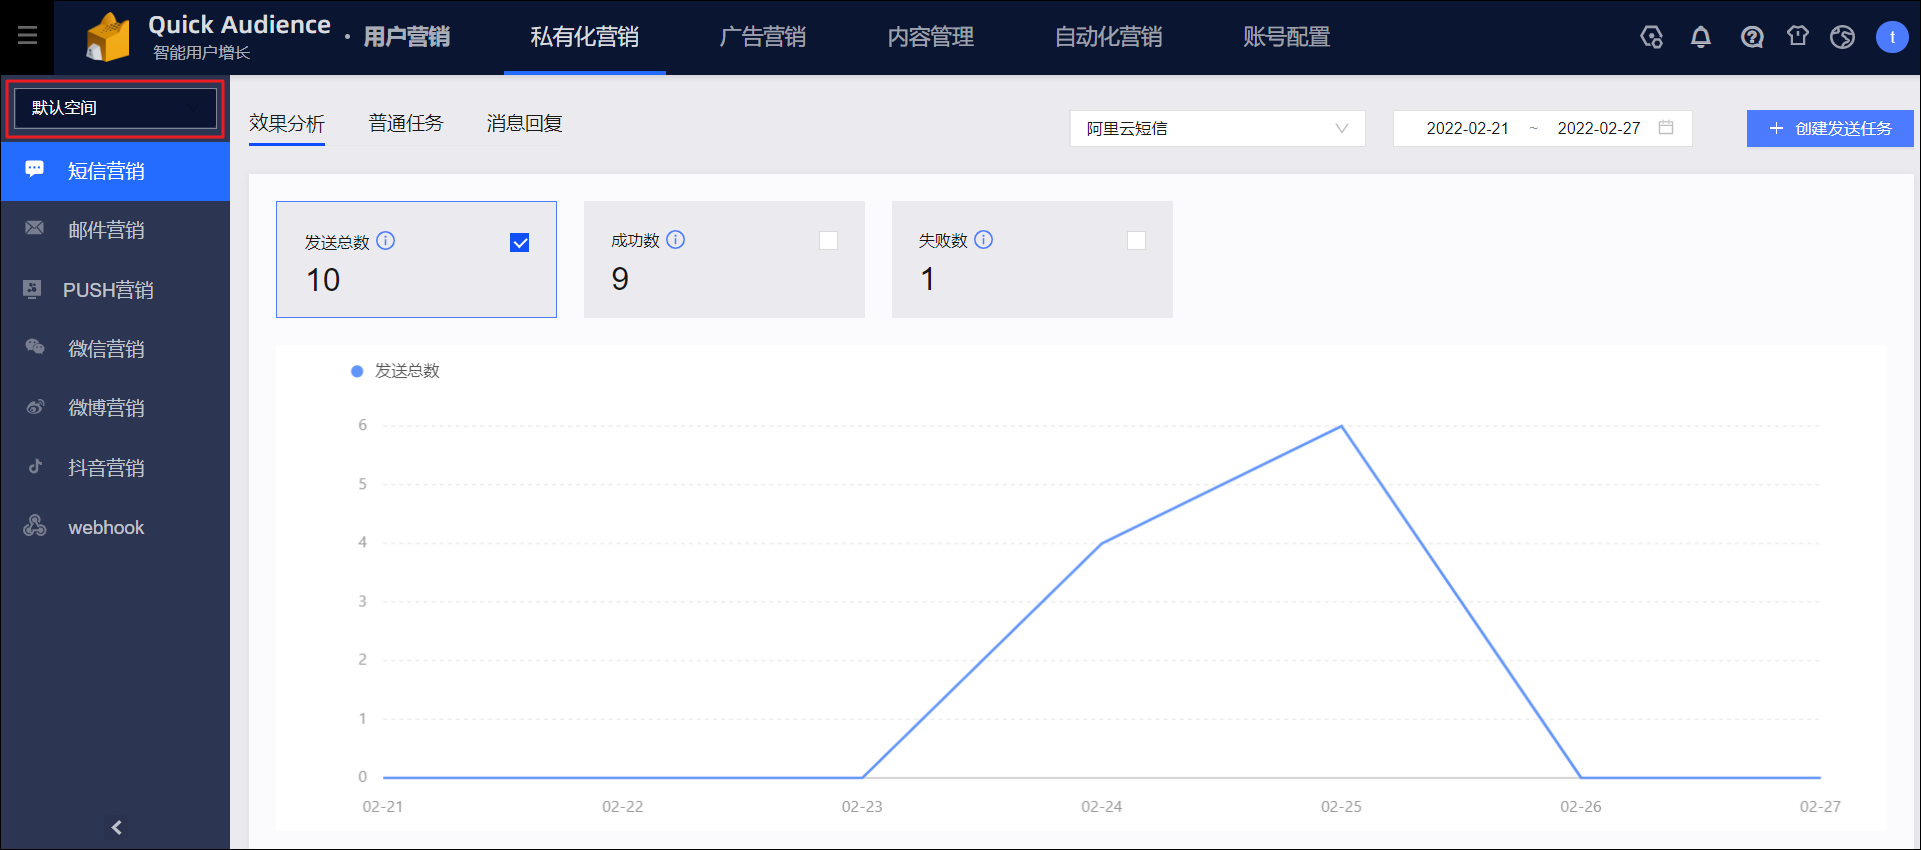 Quick Audience
智能用户增长
· 用户营销
私有化营销
广告营销
内容管理
自动化营销
账号配置
t
默认空间
短信营销
邮件营销
PUSH营销
微信营销
微博营销
抖音营销
webhook
效果分析
普通任务
消息回复
阿里云短信
2022-02-21 ~ 2022-02-27
+ 创建发送任务
发送总数
10
成功数
9
失败数
1
发送总数
6
5
4
3
2
1
0
02-21 02-22 02-23 02-24 02-25 02-26 02-27